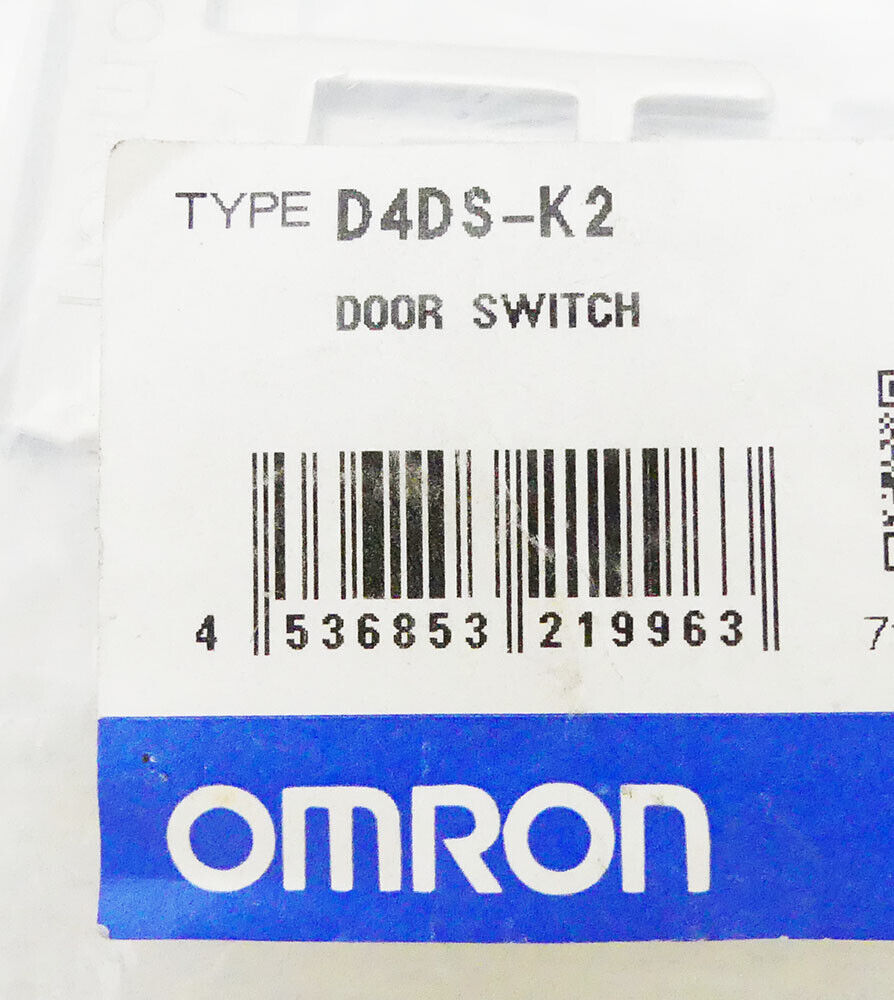 TYPE D4DS-K2
DOOR SWITCH
4 536853 219963
OMRON